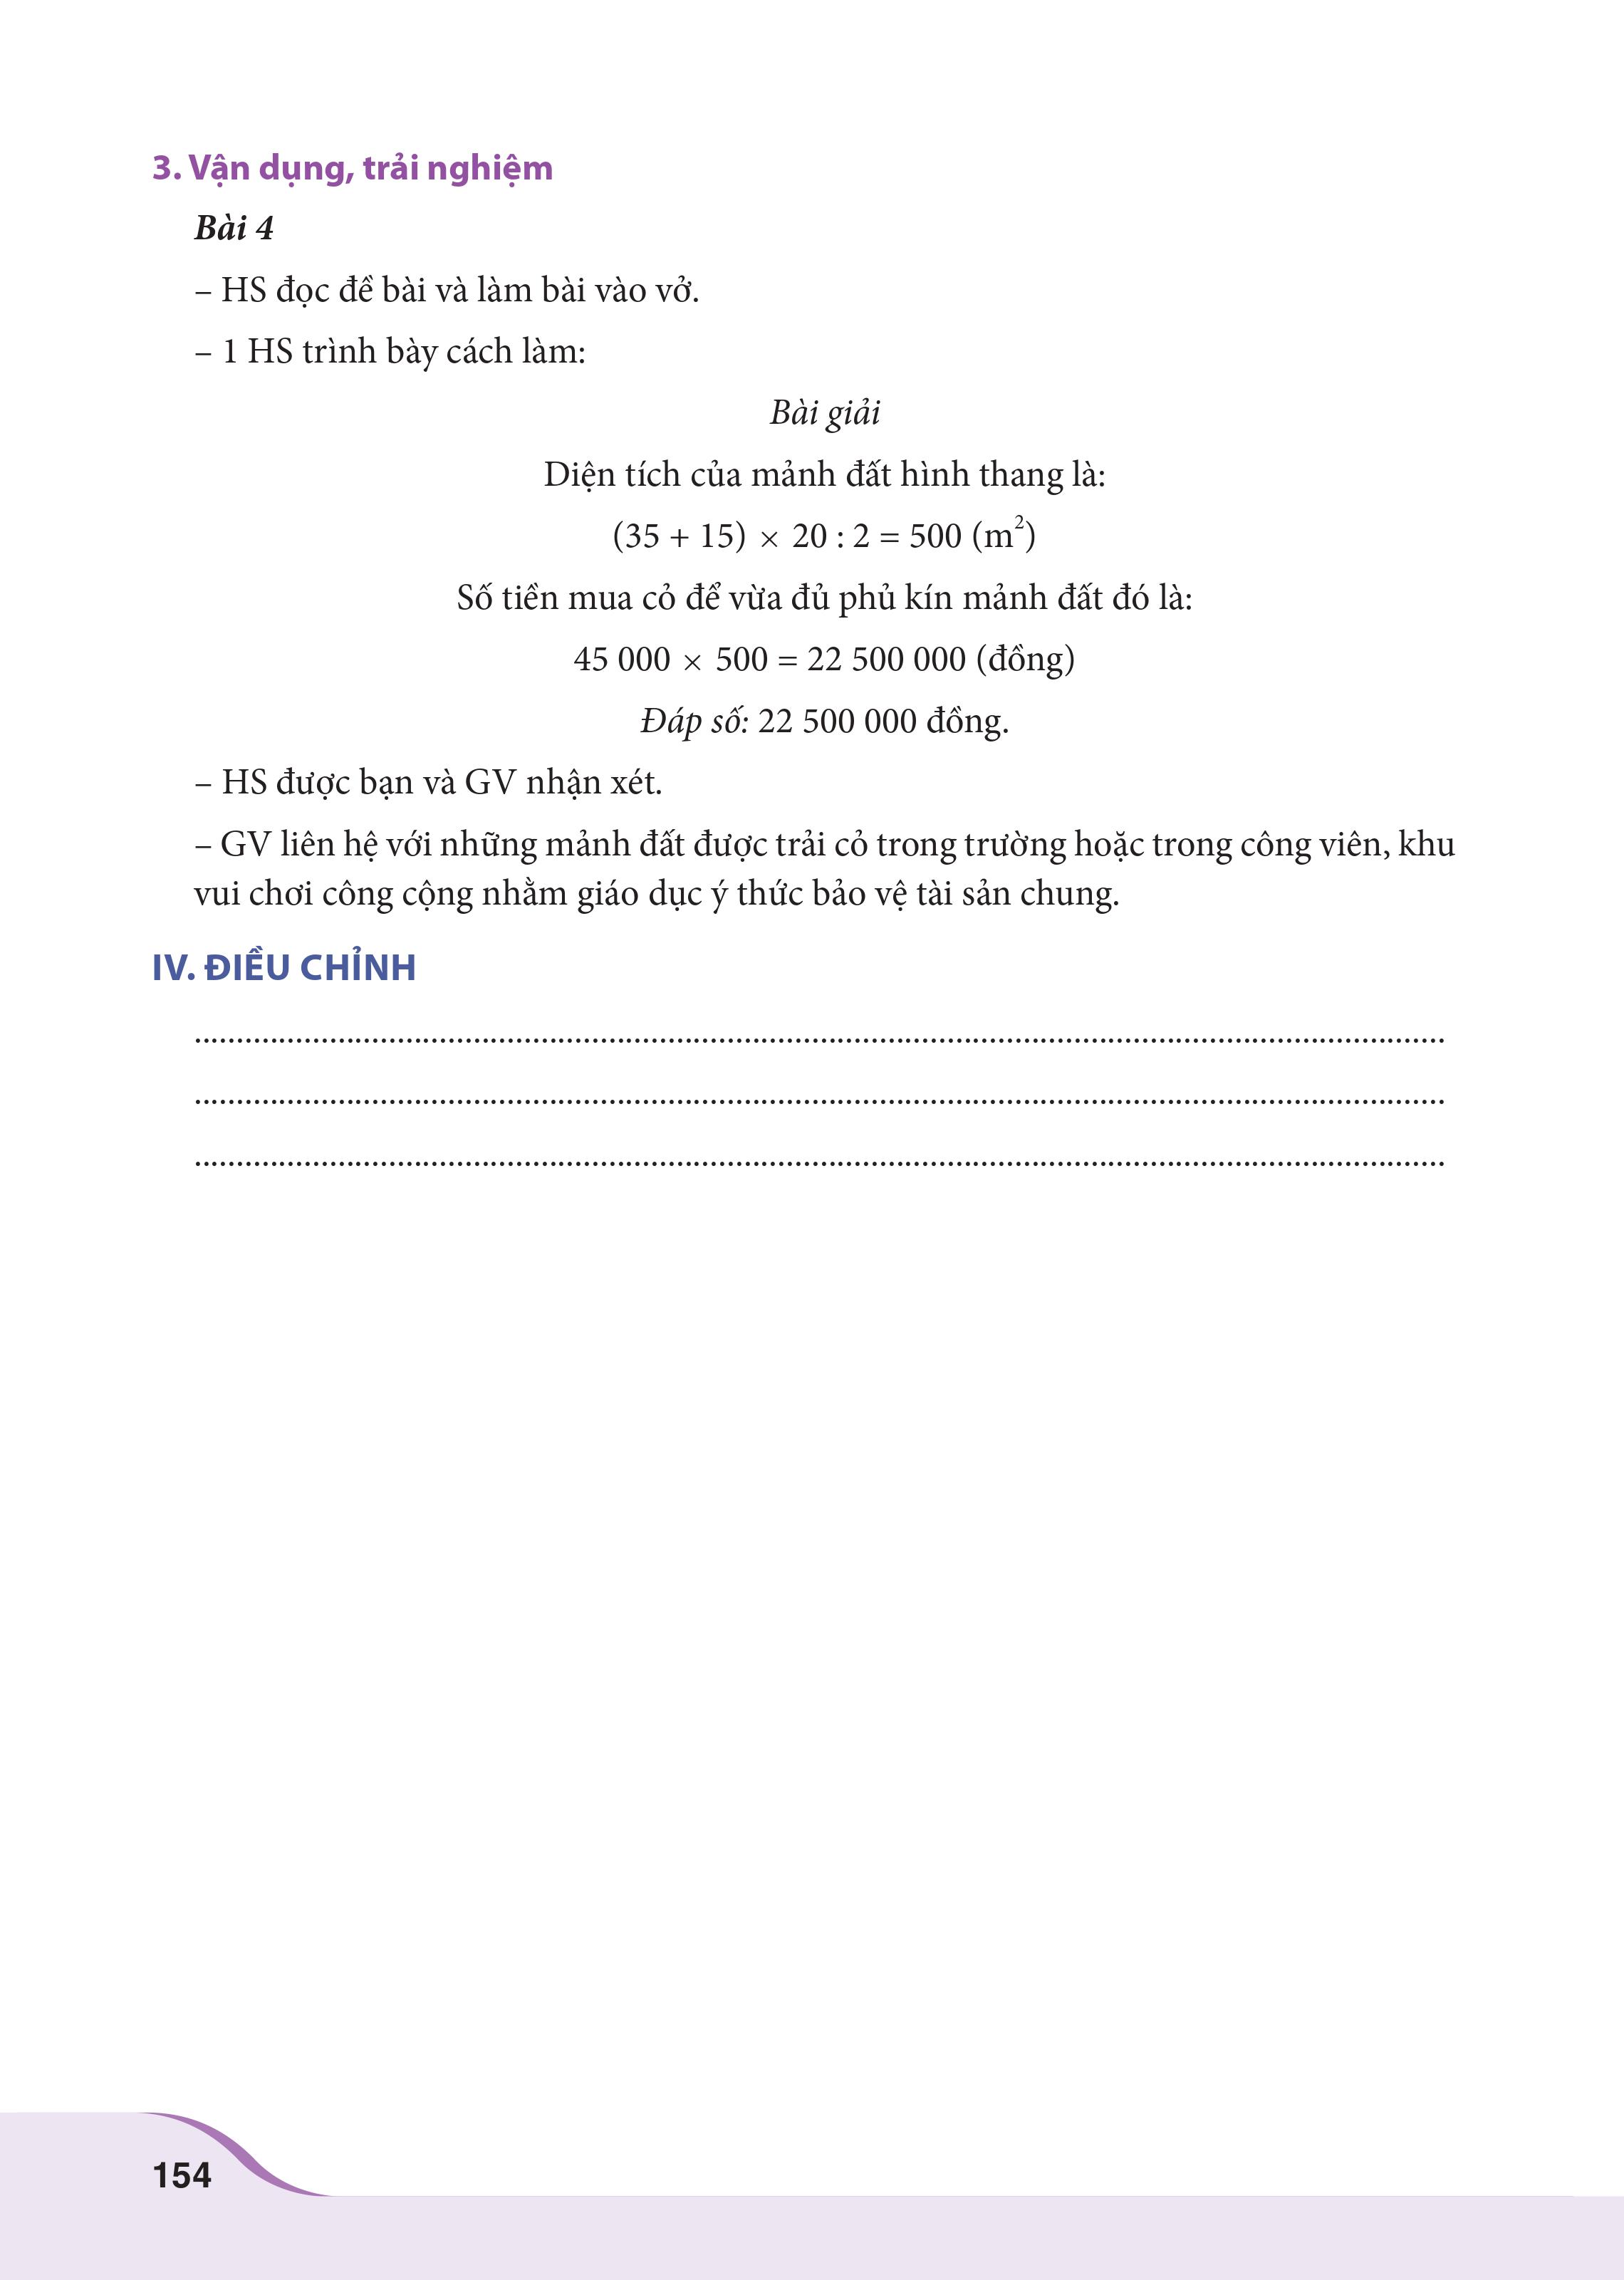 3. Vận dụng, trải nghiệm
Bài 4
– HS đọc đề bài và làm bài vào vở.
– 1 HS trình bày cách làm:
Bài giải
Diện tích của mảnh đất hình thang là:
(35 + 15) × 20 : 2 = 500 (m²)
Số tiền mua cỏ để vừa đủ phủ kín mảnh đất đó là:
45 000 × 500 = 22 500 000 (đồng)
Đáp số: 22 500 000 đồng.
– HS được bạn và GV nhận xét.
– GV liên hệ với những mảnh đất được trải cỏ trong trường hoặc trong công viên, khu
vui chơi công cộng nhằm giáo dục ý thức bảo vệ tài sản chung.
IV. ĐIỀU CHỈNH
154